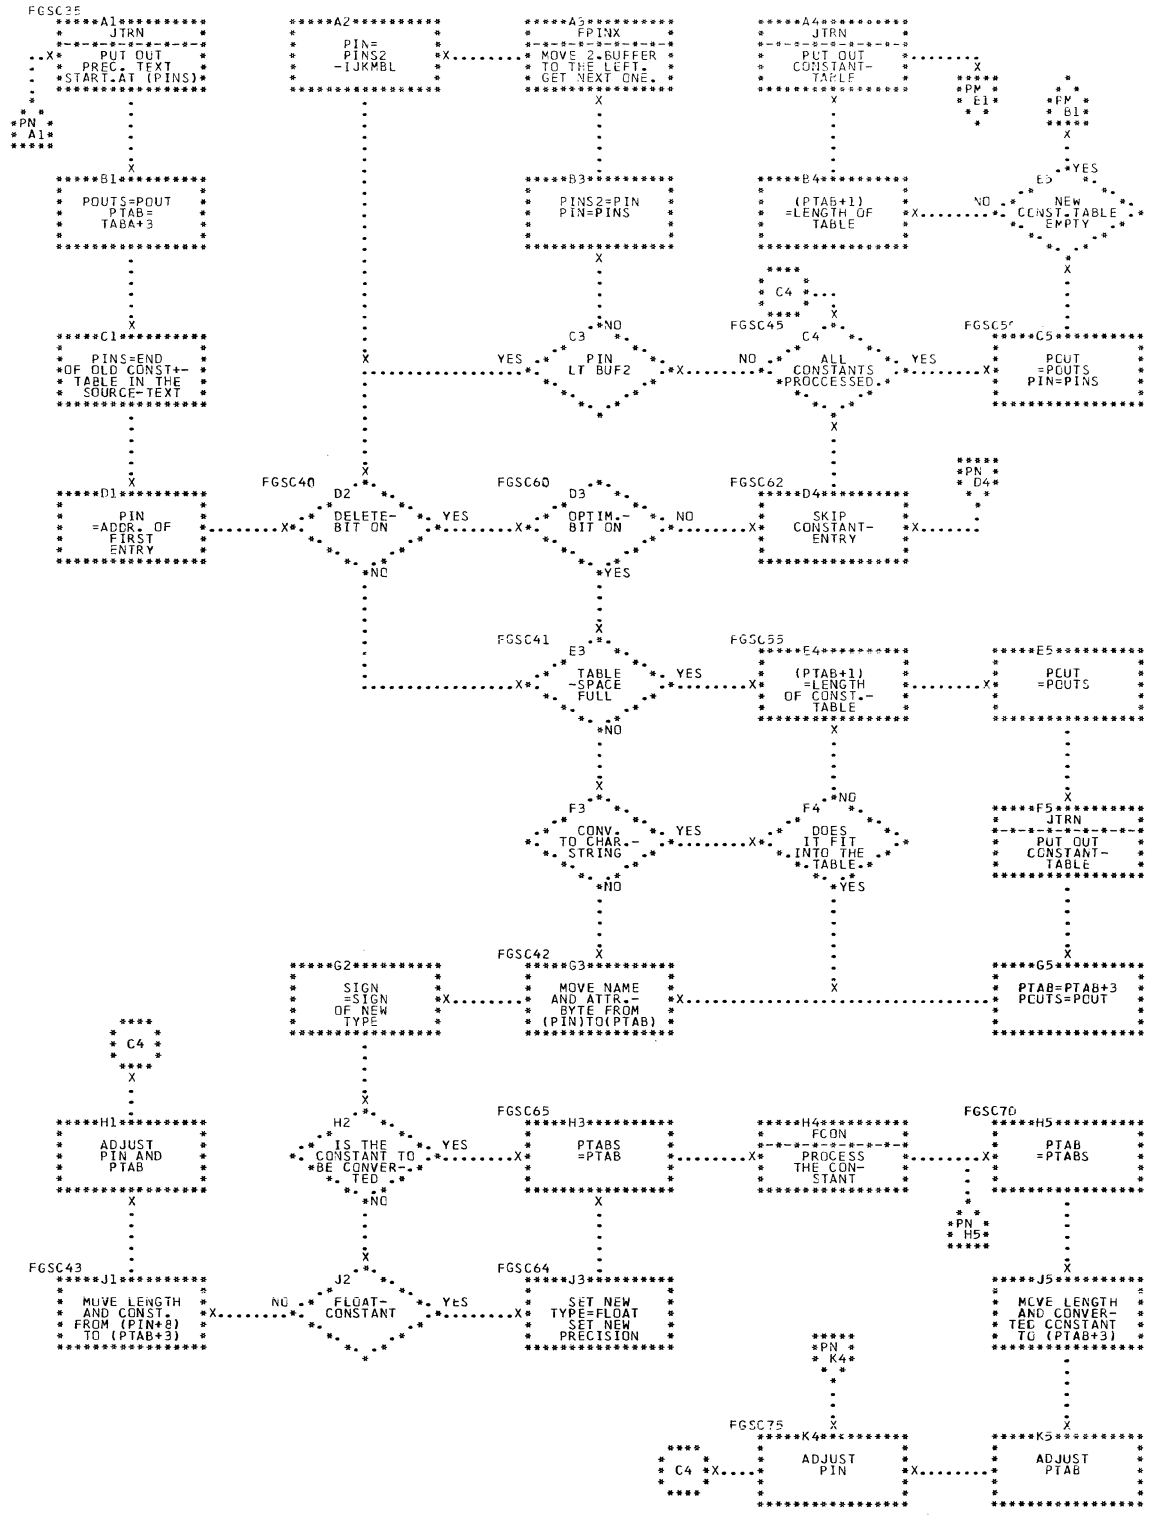 FGSC35
A1
JTRN
PUT OUT
PREC. TEXT
START.AT (PINS)
PN
A1
A2
PIN=
PINS2
-IJKMBL
A3
FPINX
MOVE 2.BUFFER
TO THE LEFT.
GET NEXT ONE.
A4
JTRN
PUT OUT
CONSTANT-
TABLE
PM
B1
PM
B1
B1
POUTS=POUT
PTAB=
TABA+3
B3
PINS2=PIN
PIN=PINS
B4
(PTAB+1)
=LENGTH OF
TABLE
NO
YES
NEW
CONST.TABLE
EMPTY
C4
C1
PINS=END
OF OLD CONST+-
TABLE IN THE
SOURCE-TEXT
YES
C3
NO
PIN
LT BUF2
FGSC45
NO
C4
ALL
CONSTANTS
PROCCESSED.
YES
C5
POUT
=POUTS
PIN=PINS
D1
PIN
=ADDR. OF
FIRST
ENTRY
FGSC40
D2
DELETE-
BIT ON
YES
NO
FGSC60
D3
OPTIM.-
BIT ON
NO
YES
FGSC62
D4
SKIP
CONSTANT-
ENTRY
PN
D4
FGSC41
E3
TABLE
-SPACE
FULL
YES
NO
FGSC55
E4
(PTAB+1)
=LENGTH
OF CONST.-
TABLE
E5
POUT
=POUTS
F3
CONV.
TO CHAR.-
STRING
YES
NO
F4
NO
DOES
IT FIT
INTO THE
TABLE.
YES
F5
JTRN
PUT OUT
CONSTANT-
TABLE
G2
SIGN
=SIGN
OF NEW
TYPE
FGSC42
G3
MOVE NAME
AND ATTR.-
BYTE FROM
(PIN)TO(PTAB)
G5
PTAB=PTAB+3
POUTS=POUT
C4
H1
ADJUST
PIN AND
PTAB
H2
IS THE
CONSTANT TO
BE CONVER-
TED
YES
NO
FGSC65
H3
PTABS
=PTAB
H4
FCON
PROCESS
THE CON-
STANT
FGSC70
H5
PTAB
=PTABS
PN
H5
FGSC43
J1
MOVE LENGTH
AND CONST.
FROM (PIN+8)
TO (PTAB+3)
NO
J2
FLOAT-
CONSTANT
YES
FGSC64
J3
SET NEW
TYPE=FLOAT
SET NEW
PRECISION
J5
MOVE LENGTH
AND CONVER-
TED CONSTANT
TO (PTAB+3)
PN
K4
C4
FGSC75
K4
ADJUST
PIN
K5
ADJUST
PTAB